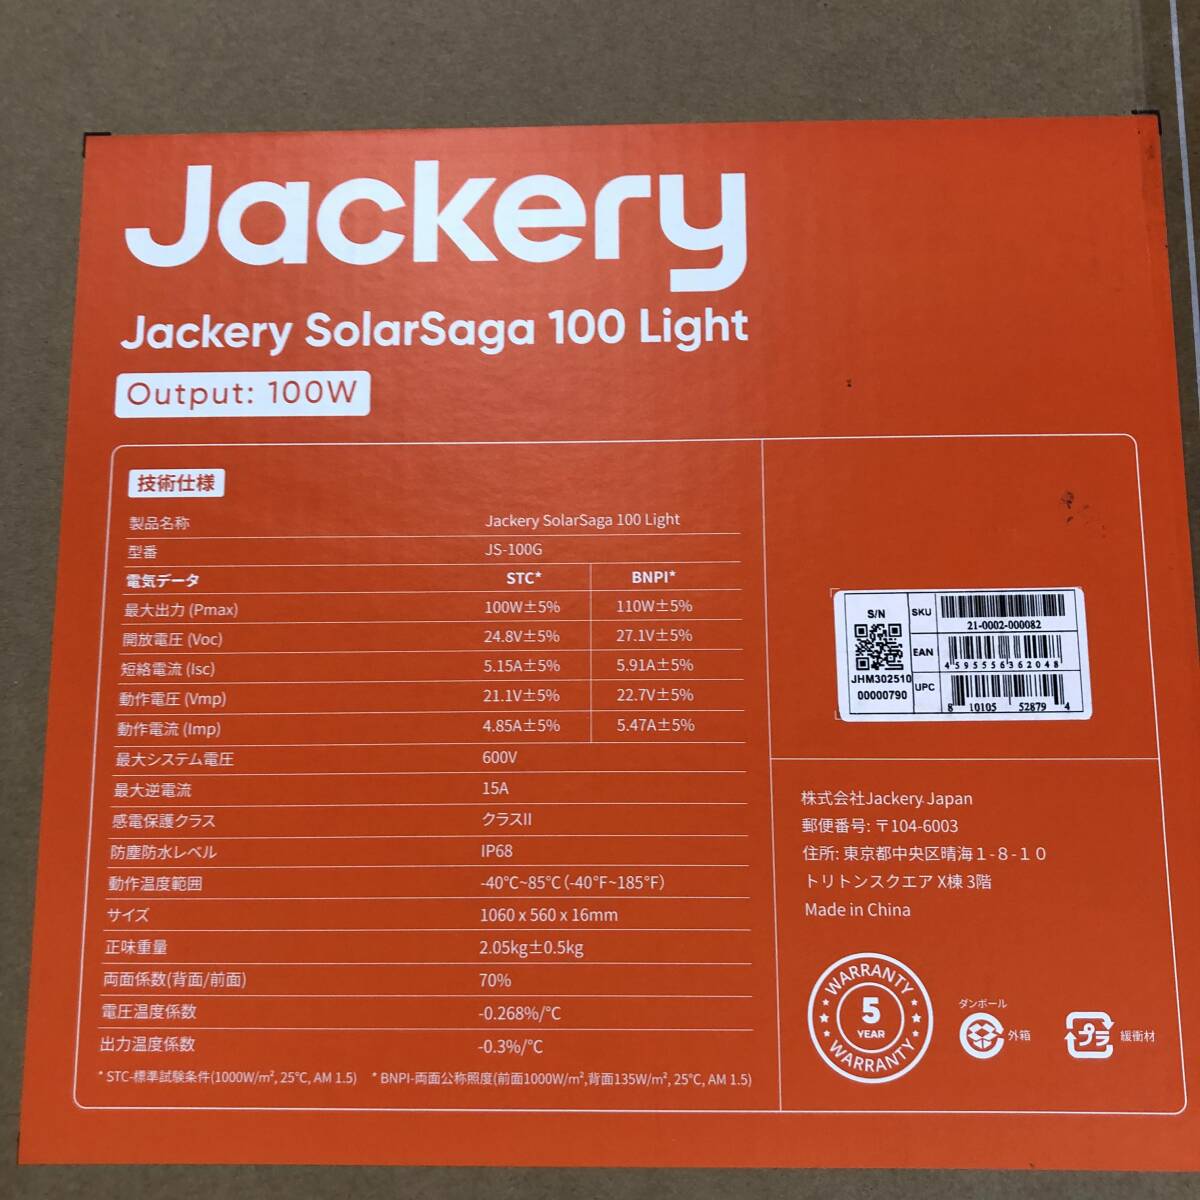 Jackery
Jackery SolarSaga 100 Light
Output: 100W
技術仕様
製品名称 Jackery SolarSaga 100 Light
型番 JS-100G
電気データ STC* BNPI*
最大出力 (Pmax) 100W±5% 110W±5%
開放電圧 (Voc) 24.8V±5% 27.1V±5%
短絡電流 (Isc) 5.15A±5% 5.91A±5%
動作電圧 (Vmp) 21.1V±5% 22.7V±5%
動作電流 (Imp) 4.85A±5% 5.47A±5%
最大システム電圧 600V
最大逆電流 15A
感電保護クラス クラスII
防塵防水レベル IP68
動作温度範囲 -40℃~85℃ (-40°F~185°F)
サイズ 1060 x 560 x 16mm
正味重量 2.05kg±0.5kg
両面係数(背面/前面) 70%
電圧温度係数 -0.268%/℃
出力温度係数 -0.3%/℃
* STC-標準試験条件(1000W/m², 25℃, AM 1.5) * BNPI-両面公称照度(前面1000W/m²,背面135W/m², 25℃, AM 1.5)
S/N
JHM302510
00000790
SKU
21-0002-000082
EAN
4 595556 362048
UPC
8 10105 52879 4
株式会社Jackery Japan
郵便番号: 〒104-6003
住所: 東京都中央区晴海１-８-１０
トリトンスクエア X棟 3階
Made in China
WARRANTY
5
YEAR
WARRANTY
ダンボール
外箱
プラ
緩衝材